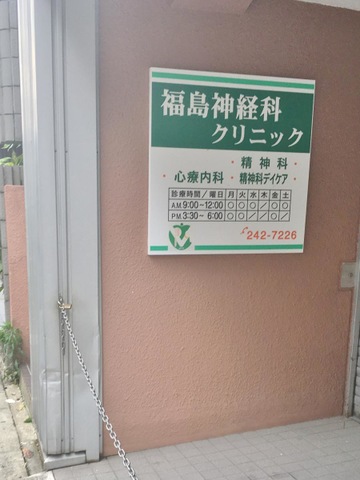 福島神経科
クリニック
・精神科
・心療内科・精神科デイケア
診療時間/曜日 月 火 水 木 金 土
A.M. 9:00-12:00 ○ ○ ○ ○ ○ ○
P.M. 3:30- 6:00 ○ ○ / / ○ /
242-7226